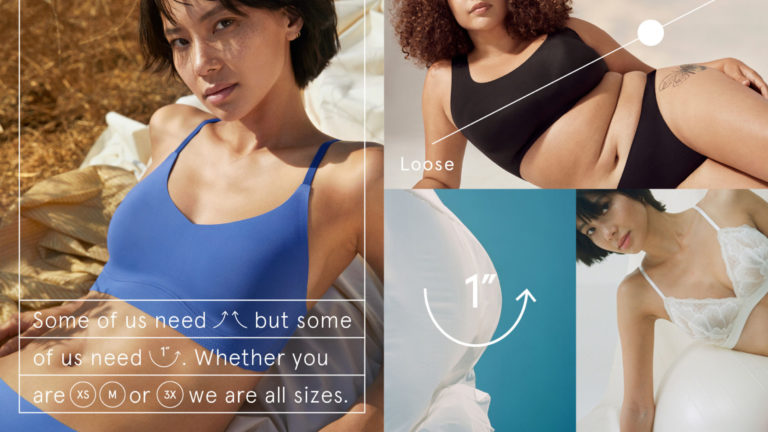 Some of us need ⤴⤴ but some
of us need 1”. Whether you
are XS M or 3X we are all sizes.
Loose
1”